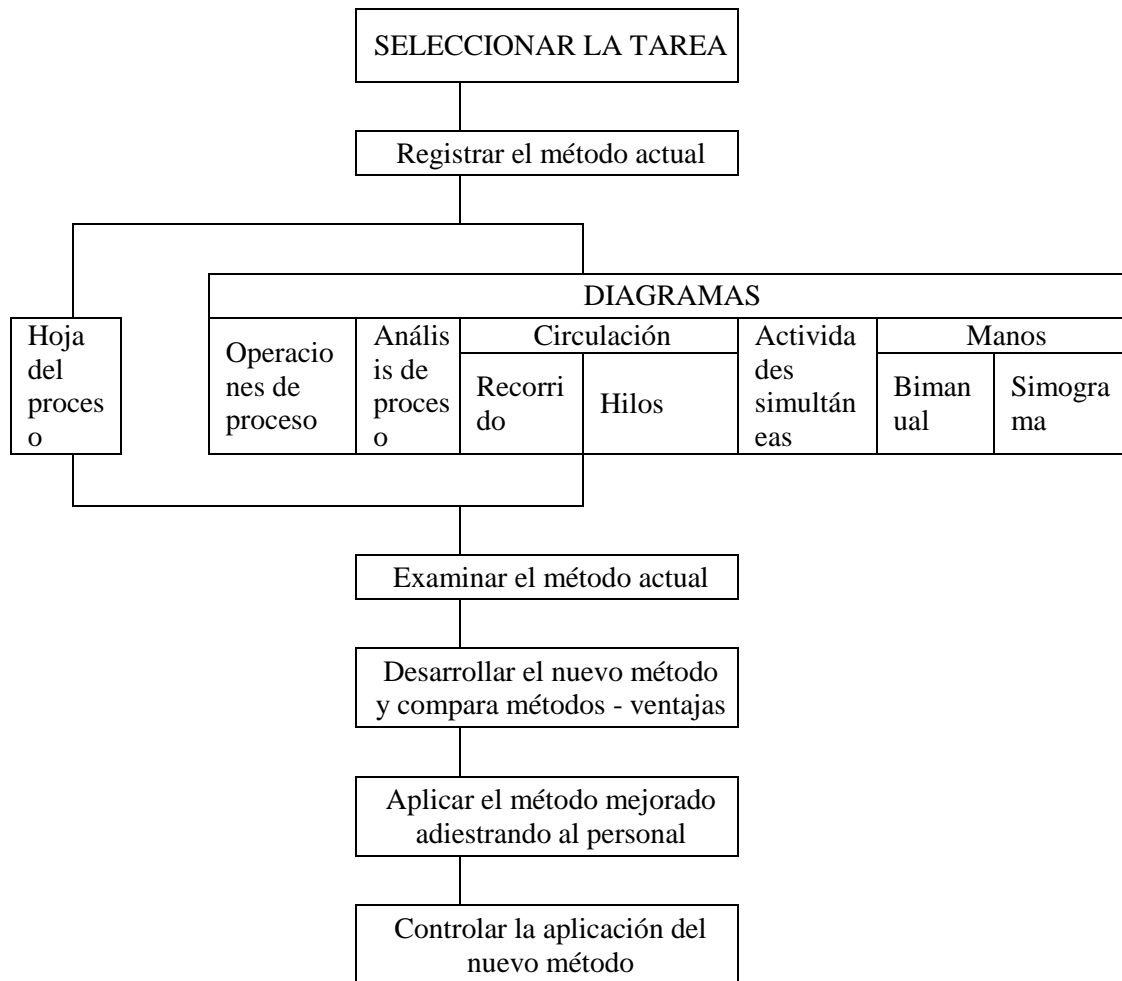 SELECCIONAR LA TAREA
Registrar el método actual
DIAGRAMAS
Hoja
del
proces
o
Operacio
nes de
proceso
Anális
is de
proces
o
Circulación
Recorri
do
Hilos
Activida
des
simultán
eas
Manos
Biman
ual
Simogra
ma
Examinar el método actual
Desarrollar el nuevo método
y compara métodos - ventajas
Aplicar el método mejorado
adiestrando al personal
Controlar la aplicación del
nuevo método